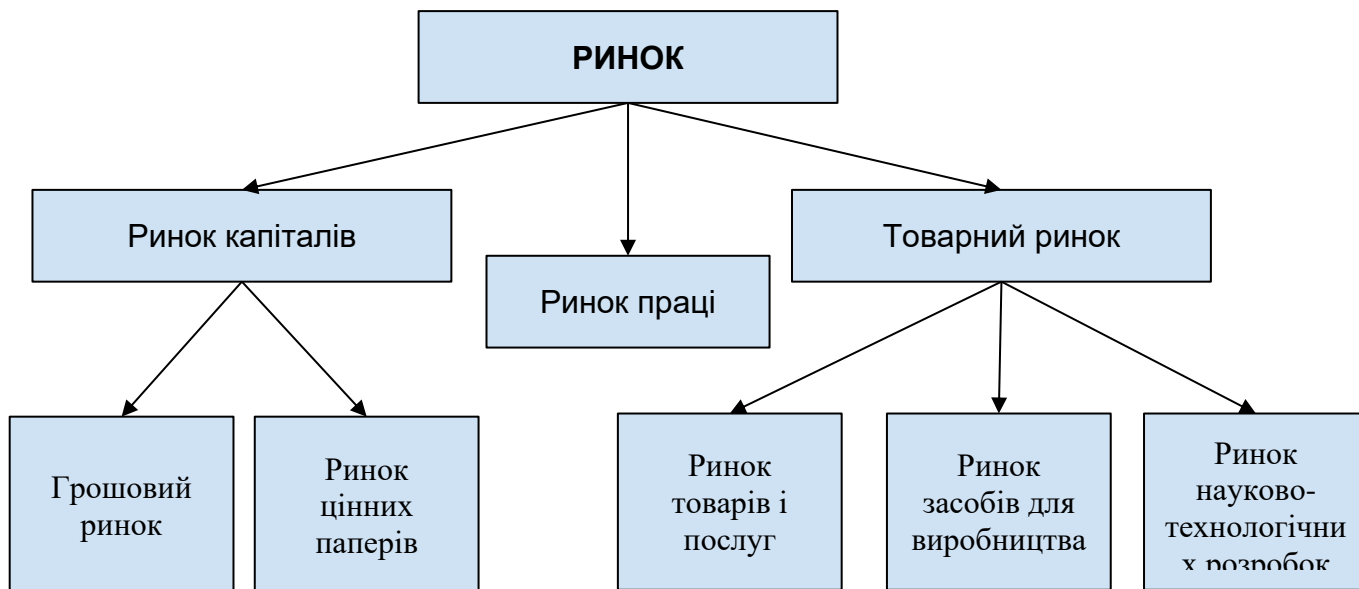 РИНОК
Ринок капіталів
Ринок праці
Товарний ринок
Грошовий
ринок
Ринок
цінних
паперів
Ринок
товарів і
послуг
Ринок
засобів для
виробництва
Ринок
науково-
технологічни
х розробок